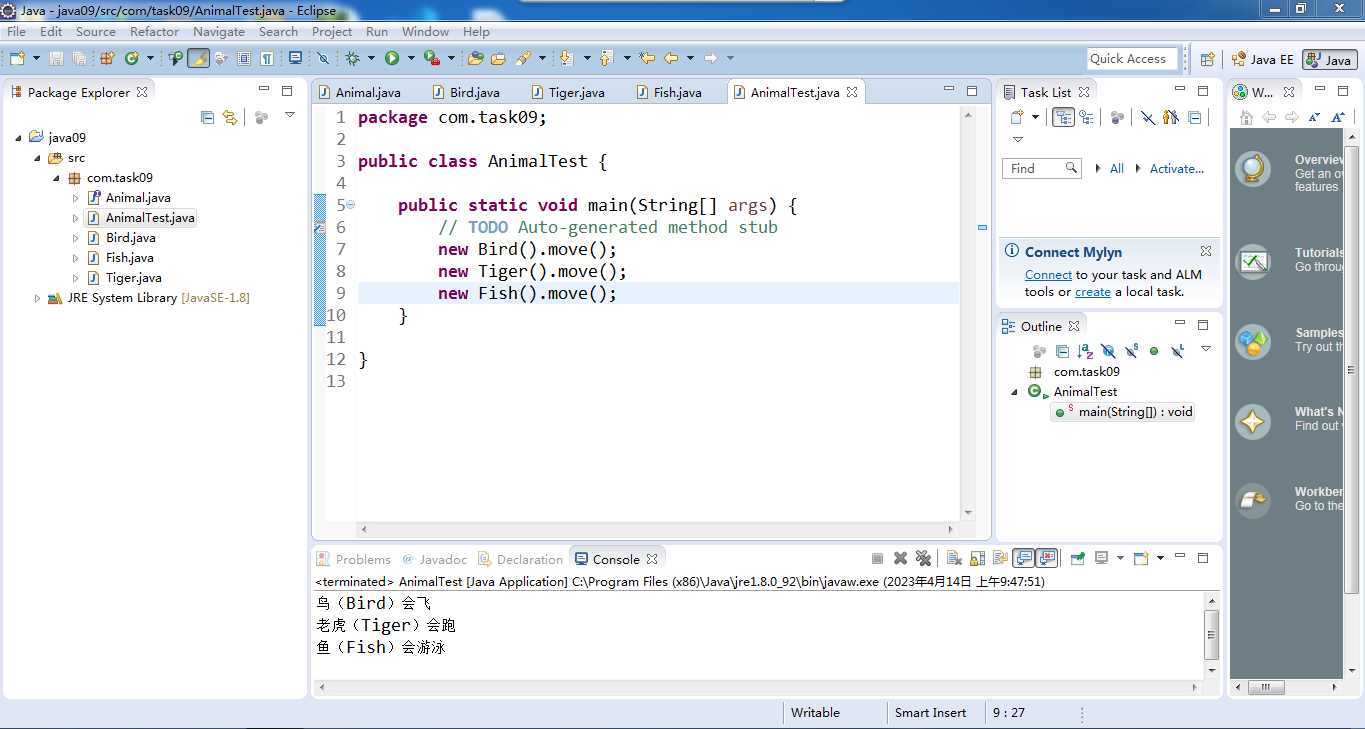 Java - java09/src/com/task09/AnimalTest.java - Eclipse
File Edit Source Refactor Navigate Search Project Run Window Help
Quick Access
Java EE
Java
Package Explorer
java09
src
com.task09
Animal.java
AnimalTest.java
Bird.java
Fish.java
Tiger.java
JRE System Library [JavaSE-1.8]
Animal.java Bird.java Tiger.java Fish.java AnimalTest.java
1 package com.task09;
2
3 public class AnimalTest {
4
5 public static void main(String[] args) {
6 // TODO Auto-generated method stub
7 new Bird().move();
8 new Tiger().move();
9 new Fish().move();
10 }
11
12 }
13
Task List
Find
All
Activate...
Connect Mylyn
Connect to your task and ALM
tools or create a local task.
Outline
com.task09
AnimalTest
main(String[]) : void
W...
Overview
Get an ov
features
Tutorials
Go throu
Samples
Try out th
What's N
Find out
Workben
Go to the
Problems @ Javadoc Declaration Console
<terminated> AnimalTest [Java Application] C:\Program Files (x86)\Java\jre1.8.0_92\bin\javaw.exe (2023年4月14日 上午9:47:51)
鸟（Bird）会飞
老虎（Tiger）会跑
鱼（Fish）会游泳
Writable
Smart Insert
9 : 27